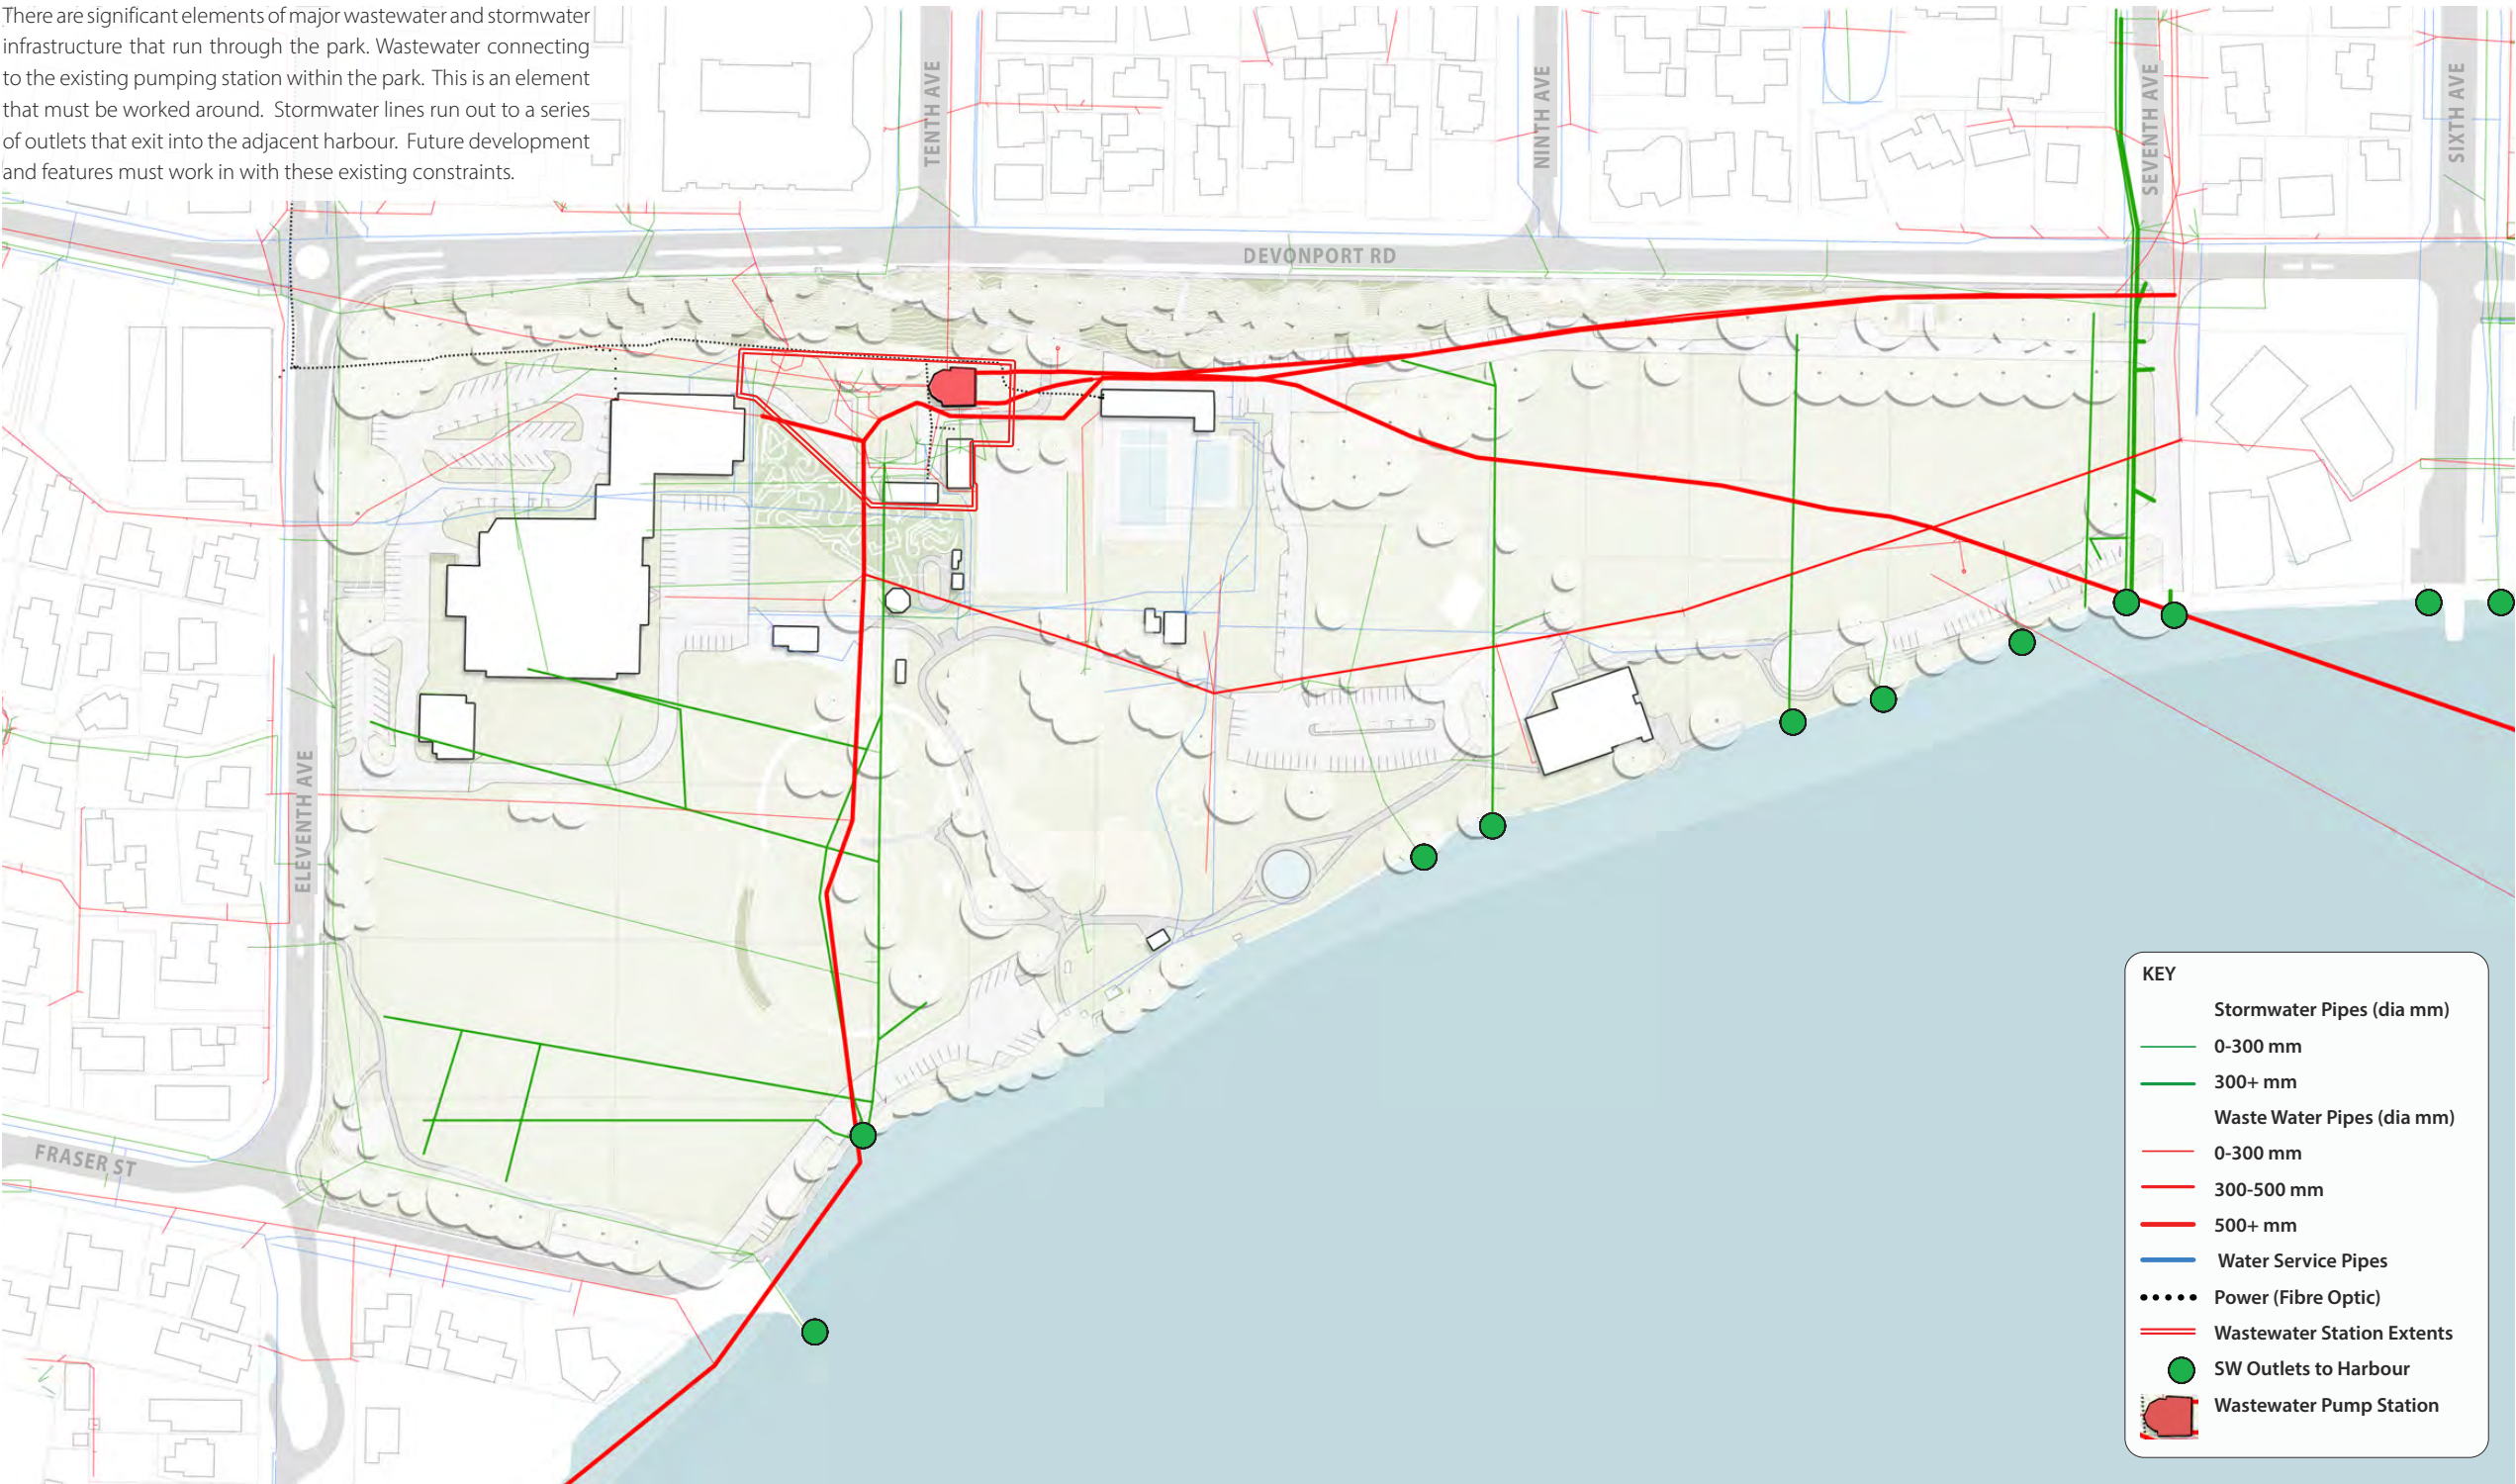 There are significant elements of major wastewater and stormwater
infrastructure that run through the park. Wastewater connecting
to the existing pumping station within the park. This is an element
that must be worked around. Stormwater lines run out to a series
of outlets that exit into the adjacent harbour. Future development
and features must work in with these existing constraints.
TENTH AVE
NINTH AVE
SEVENTH AVE
SIXTH AVE
DEVONPORT RD
ELEVENTH AVE
FRASER ST
KEY
Stormwater Pipes (dia mm)
0-300 mm
300+ mm
Waste Water Pipes (dia mm)
0-300 mm
300-500 mm
500+ mm
Water Service Pipes
Power (Fibre Optic)
Wastewater Station Extents
SW Outlets to Harbour
Wastewater Pump Station